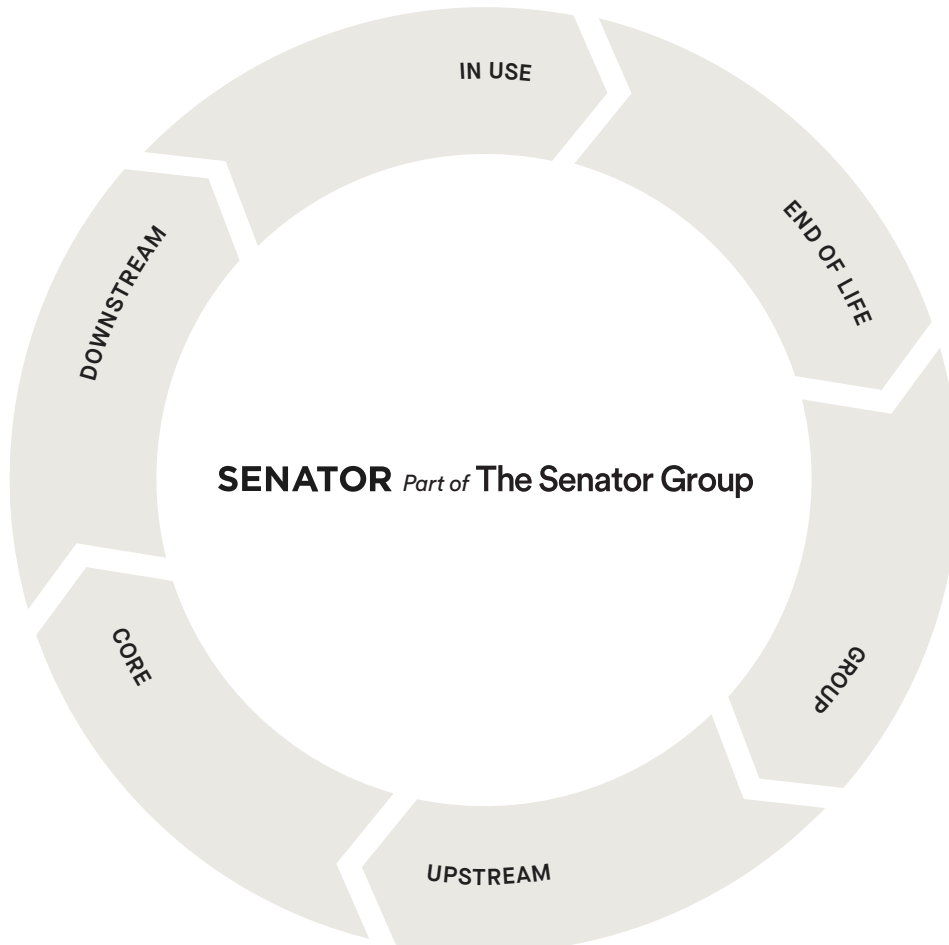 IN USE
END OF LIFE
GROUP
UPSTREAM
CORE
DOWNSTREAM
SENATOR Part of The Senator Group